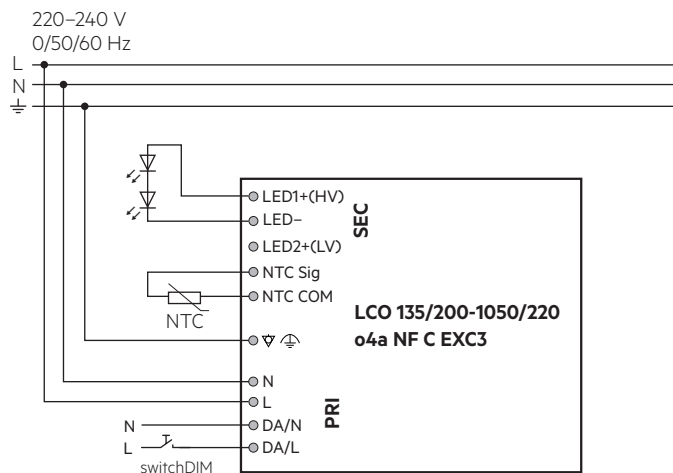 220–240 V
0/50/60 Hz
L
N
LED1+(HV)
LED–
SEC
LED2+(LV)
NTC Sig
NTC COM
NTC
LCO 135/200-1050/220
o4a NF C EXC3
N
L
PRI
N
DA/N
L
DA/L
switchDIM